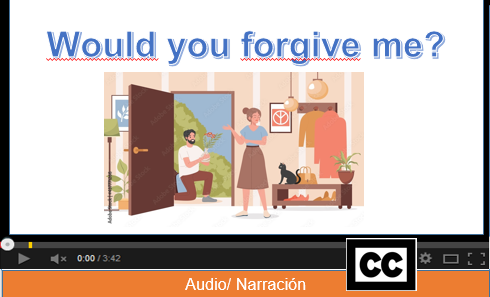 Would you forgive me?
0:00 / 3:42
CC
Audio/ Narración